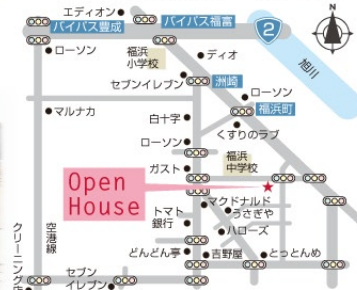 エディオン
N
バイパス豊成
バイパス福富
2
ローソン
福浜
小学校
ディオ
旭川
セブンイレブン
洲崎
ローソン
マルナカ
白十字
福浜町
くすりのラブ
ローソン
福浜
中学校
ガスト
Open
House
マクドナルド
うさぎや
トマト
銀行
ハローズ
空港線
クリーニング店
どんどん亭
吉野屋
とっとんめ
セブン
イレブン